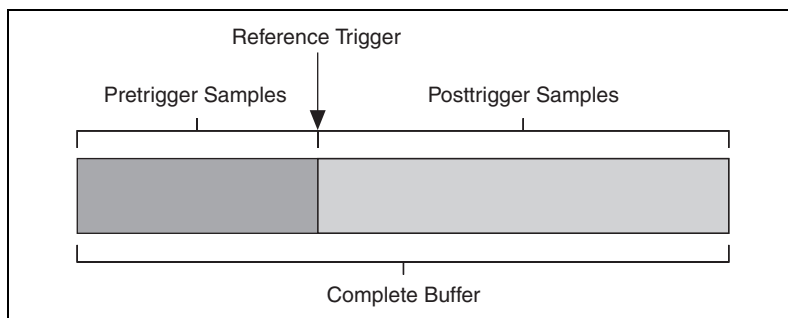 Reference Trigger
Pretrigger Samples
Posttrigger Samples
Complete Buffer